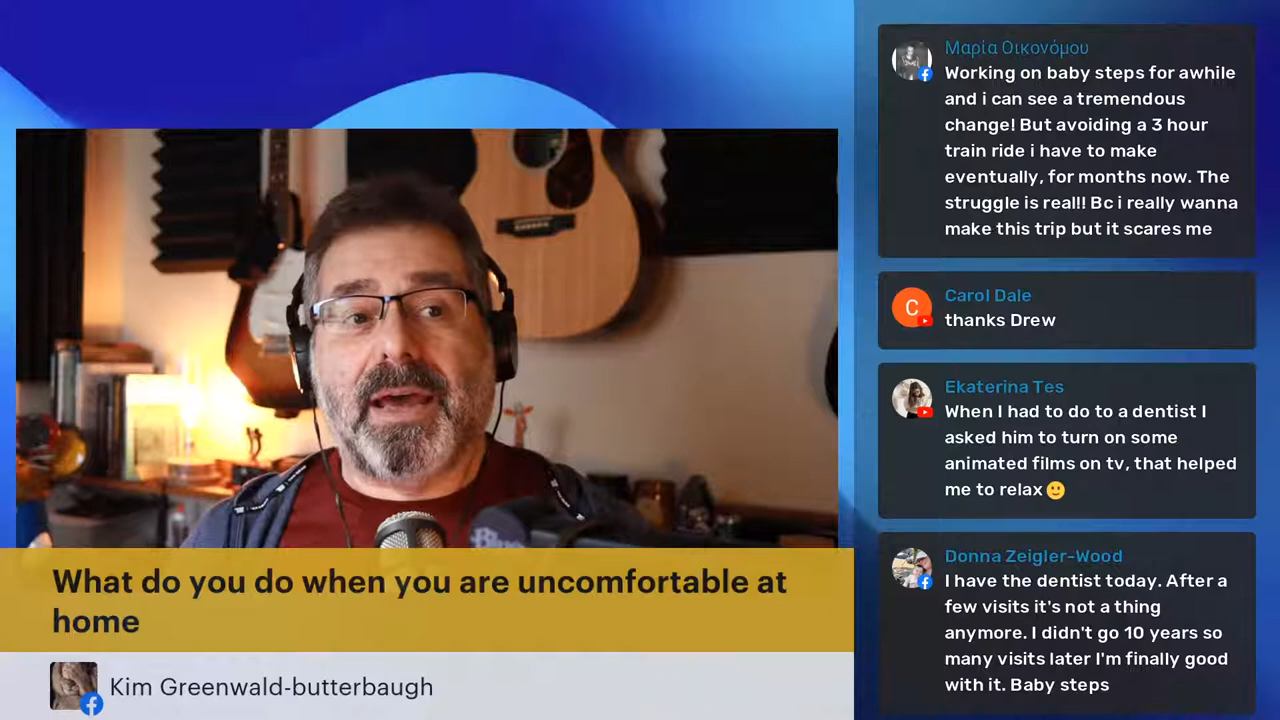 Μαρία Οικονόμου
Working on baby steps for awhile
and i can see a tremendous
change! But avoiding a 3 hour
train ride i have to make
eventually, for months now. The
struggle is real!! Bc i really wanna
make this trip but it scares me
C
Carol Dale
thanks Drew
Ekaterina Tes
When I had to do to a dentist I
asked him to turn on some
animated films on tv, that helped
me to relax🙂
Donna Zeigler-Wood
I have the dentist today. After a
few visits it's not a thing
anymore. I didn't go 10 years so
many visits later I'm finally good
with it. Baby steps
Blue
What do you do when you are uncomfortable at
home
Kim Greenwald-butterbaugh